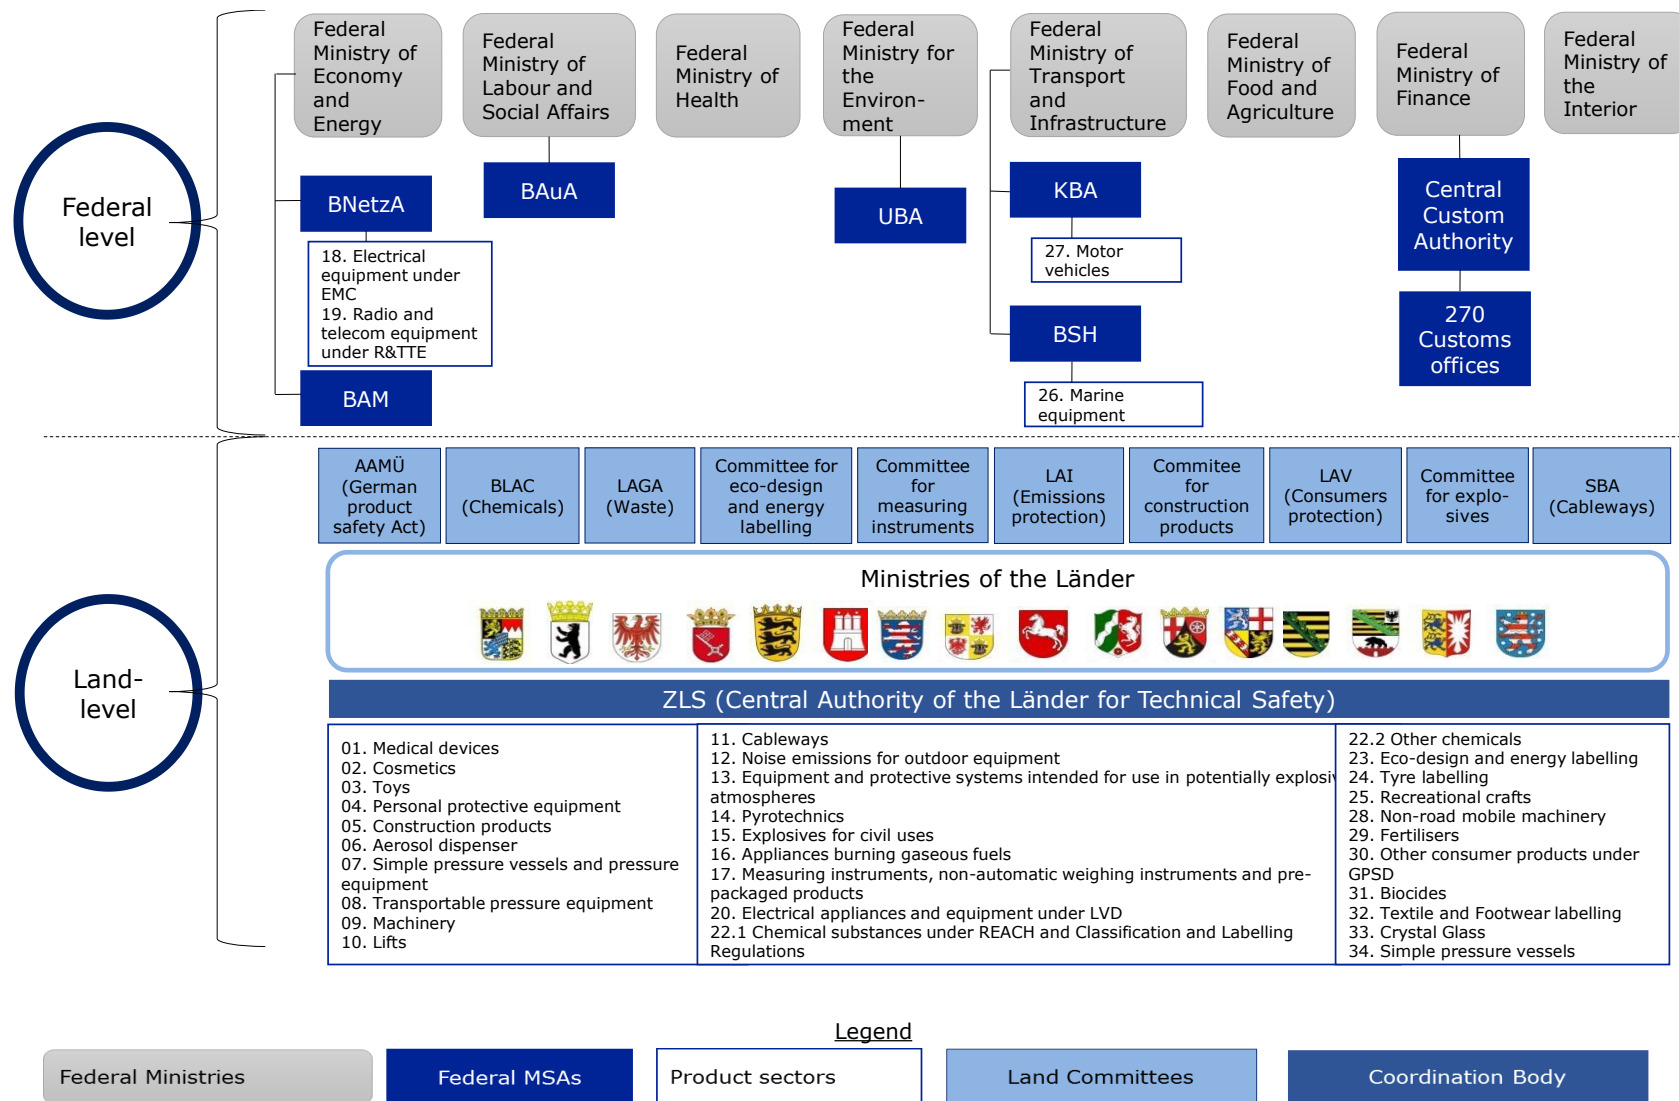 Federal
Ministry of
Economy
and
Energy
Federal
Ministry of
Labour and
Social Affairs
Federal
Ministry of
Health
Federal
Ministry for
the
Environ-
ment
Federal
Ministry of
Transport
and
Infrastructure
Federal
Ministry of
Food and
Agriculture
Federal
Ministry of
Finance
Federal
Ministry of
the
Interior
Federal
level
BNetzA
BAuA
UBA
KBA
Central
Custom
Authority
18. Electrical
equipment under
EMC
19. Radio and
telecom equipment
under R&TTE
27. Motor
vehicles
BSH
270
Customs
offices
BAM
26. Marine
equipment
AAMÜ
(German
product
safety Act)
BLAC
(Chemicals)
LAGA
(Waste)
Committee for
eco-design
and energy
labelling
Committee
for
measuring
instruments
LAI
(Emissions
protection)
Commitee
for
construction
products
LAV
(Consumers
protection)
Committee
for explo-
sives
SBA
(Cableways)
Land-
level
Ministries of the Länder
ZLS (Central Authority of the Länder for Technical Safety)
01. Medical devices
02. Cosmetics
03. Toys
04. Personal protective equipment
05. Construction products
06. Aerosol dispenser
07. Simple pressure vessels and pressure
equipment
08. Transportable pressure equipment
09. Machinery
10. Lifts
11. Cableways
12. Noise emissions for outdoor equipment
13. Equipment and protective systems intended for use in potentially explosiv
atmospheres
14. Pyrotechnics
15. Explosives for civil uses
16. Appliances burning gaseous fuels
17. Measuring instruments, non-automatic weighing instruments and pre-
packaged products
20. Electrical appliances and equipment under LVD
22.1 Chemical substances under REACH and Classification and Labelling
Regulations
22.2 Other chemicals
23. Eco-design and energy labelling
24. Tyre labelling
25. Recreational crafts
28. Non-road mobile machinery
29. Fertilisers
30. Other consumer products under
GPSD
31. Biocides
32. Textile and Footwear labelling
33. Crystal Glass
34. Simple pressure vessels
Legend
Federal Ministries
Federal MSAs
Product sectors
Land Committees
Coordination Body